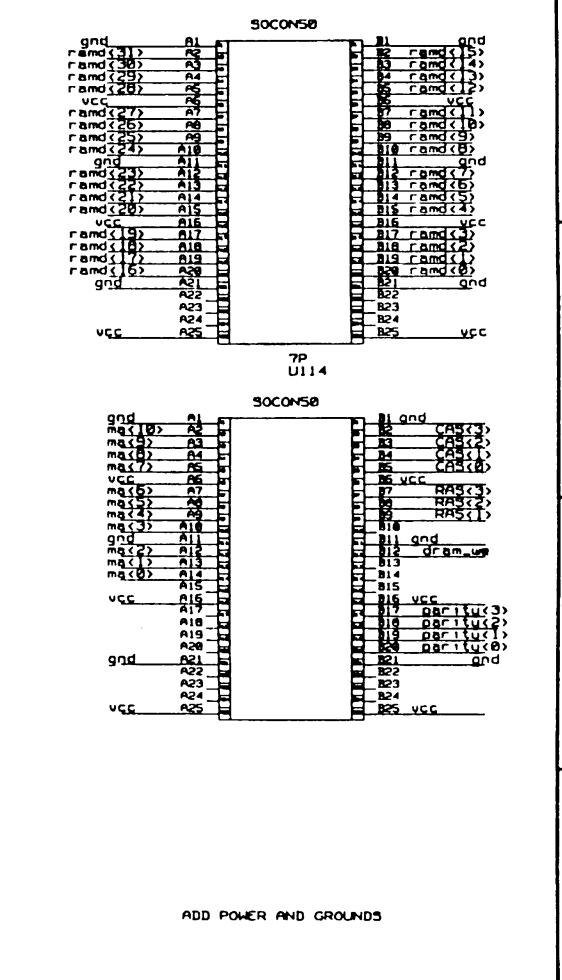 SOCON50
gnd A1 B1 gnd
ramd<31> A2 B2 ramd<15>
ramd<30> A3 B3 ramd<14>
ramd<29> A4 B4 ramd<13>
ramd<28> A5 B5 ramd<12>
vcc A6 B6 vcc
ramd<27> A7 B7 ramd<11>
ramd<26> A8 B8 ramd<10>
ramd<25> A9 B9 ramd<9>
ramd<24> A10 B10 ramd<8>
gnd A11 B11 gnd
ramd<23> A12 B12 ramd<7>
ramd<22> A13 B13 ramd<6>
ramd<21> A14 B14 ramd<5>
ramd<20> A15 B15 ramd<4>
vcc A16 B16 vcc
ramd<19> A17 B17 ramd<3>
ramd<18> A18 B18 ramd<2>
ramd<17> A19 B19 ramd<1>
ramd<16> A20 B20 ramd<0>
gnd A21 B21 gnd
A22 B22
A23 B23
A24 B24
vcc A25 B25 vcc
7P
U114
SOCON50
gnd A1 B1 gnd
ma<10> A2 B2 CAS<3>
ma<9> A3 B3 CAS<2>
ma<8> A4 B4 CAS<1>
ma<7> A5 B5 CAS<0>
vcc A6 B6 vcc
ma<6> A7 B7 RAS<3>
ma<5> A8 B8 RAS<2>
ma<4> A9 B9 RAS<1>
ma<3> A10 B10
gnd A11 B11 gnd
ma<2> A12 B12 dram_we
ma<1> A13 B13
ma<0> A14 B14
A15 B15
vcc A16 B16 vcc
A17 B17 parity<3>
A18 B18 parity<2>
A19 B19 parity<1>
A20 B20 parity<0>
gnd A21 B21 gnd
A22 B22
A23 B23
A24 B24
vcc A25 B25 vcc
ADD POWER AND GROUNDS